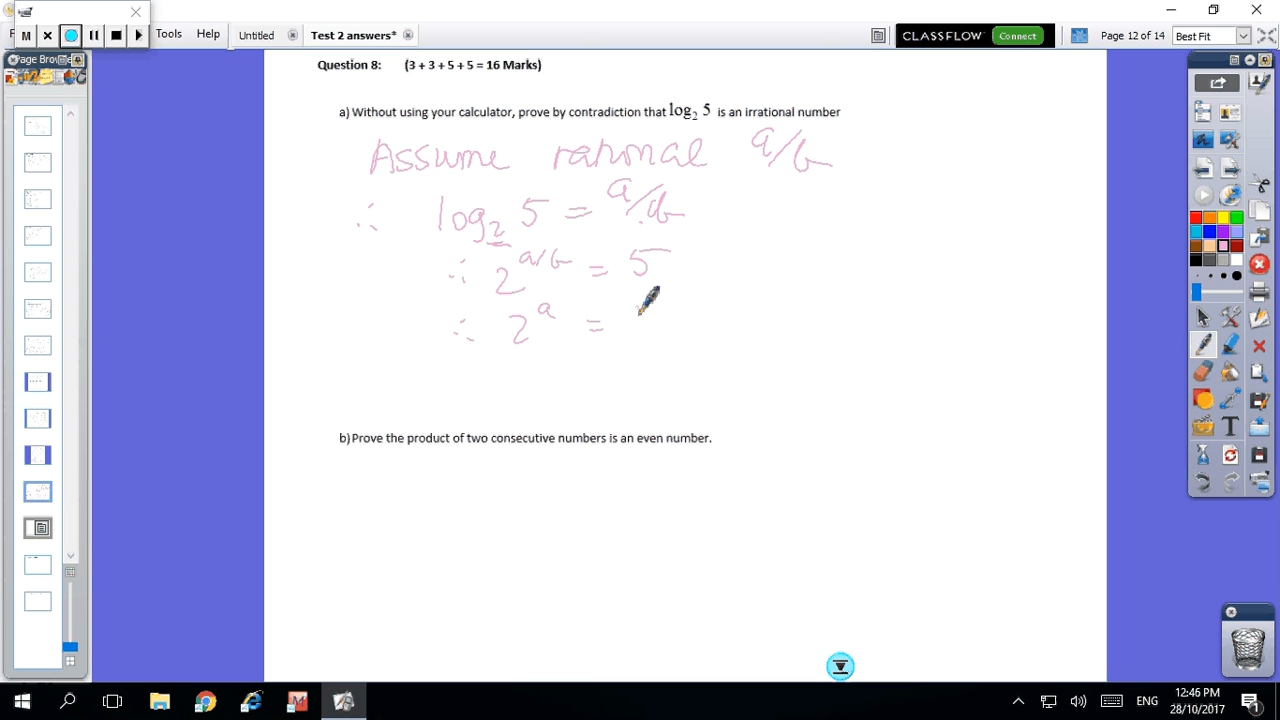 M
Tools Help Untitled Test 2 answers*
CLASSFLOW Connect Page 12 of 14 Best Fit
Page Brow
Question 8: (3 + 3 + 5 + 5 = 16 Marks)
a) Without using your calculator, prove by contradiction that log₂ 5 is an irrational number
Assume rational a/b
∴ log₂ 5 = a/b
∴ 2^(a/b) = 5
∴ 2^a =
b) Prove the product of two consecutive numbers is an even number.
T
ENG
12:46 PM
28/10/2017